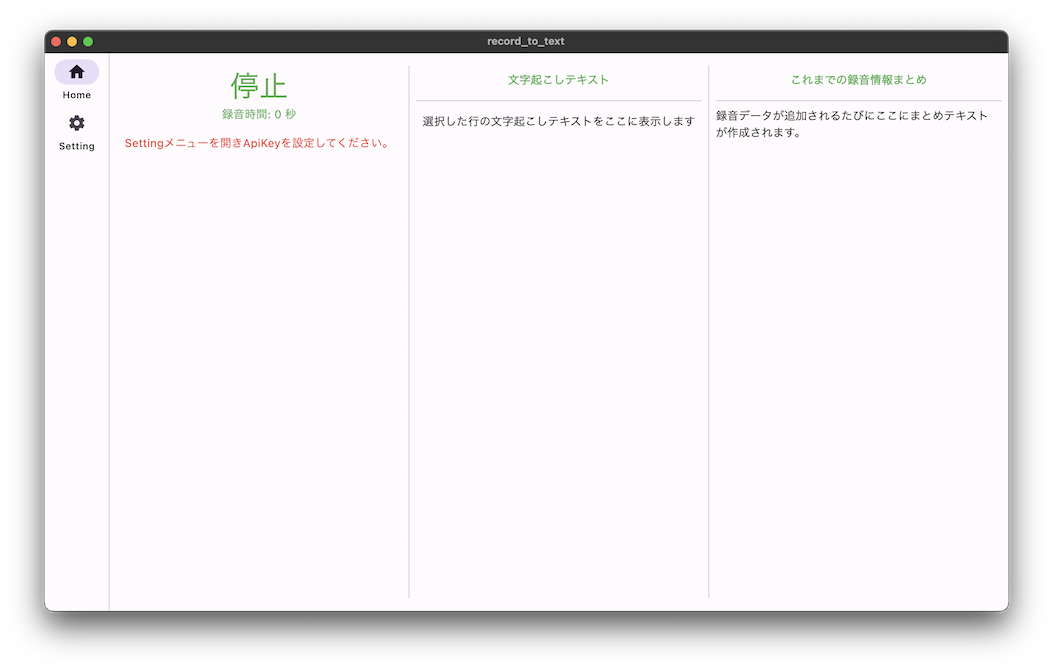 record_to_text
Home
Setting
停止
録音時間: 0 秒
Settingメニューを開きApiKeyを設定してください。
文字起こしテキスト
選択した行の文字起こしテキストをここに表示します
これまでの録音情報まとめ
録音データが追加されるたびにここにまとめテキスト
が作成されます。